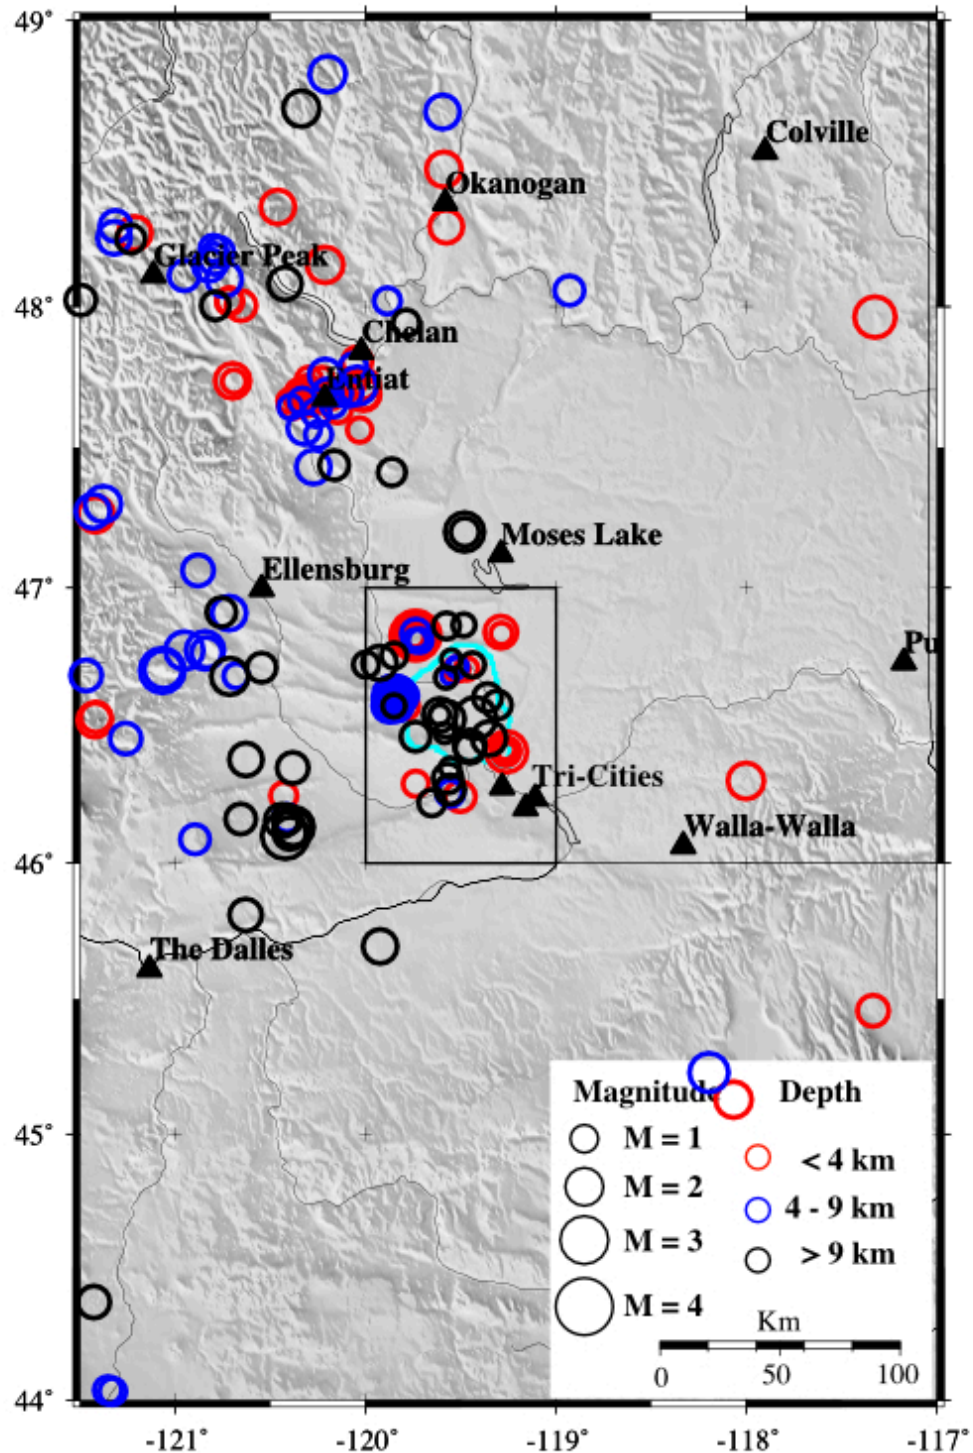 49°
Colville
Okanogan
Glacier Peak
48°
Chelan
Entiat
Moses Lake
Ellensburg
47°
Pu
Tri-Cities
Walla-Walla
46°
The Dalles
Magnitude Depth
M = 1
< 4 km
M = 2
4 - 9 km
M = 3
> 9 km
M = 4
Km
0 50 100
45°
44°
-121° -120° -119° -118° -117°